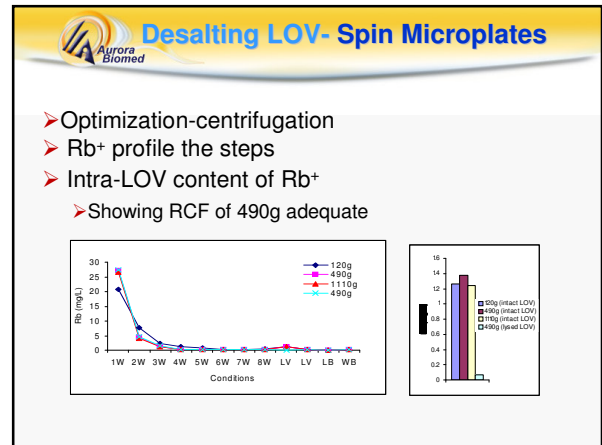 Aurora
Biomed
Desalting LOV- Spin Microplates
➢Optimization-centrifugation
➢ Rb+ profile the steps
➢ Intra-LOV content of Rb+
➢Showing RCF of 490g adequate
30
25
20
15
10
5
0
Rb (mg/L)
1W 2W 3W 4W 5W 6W 7W 8W LV LV LB WB
Conditions
120g
490g
1110g
490g
1.6
1.4
1.2
1
0.8
0.6
0.4
0.2
0
120g (intact LOV)
490g (intact LOV)
1110g (intact LOV)
490g (lysed LOV)